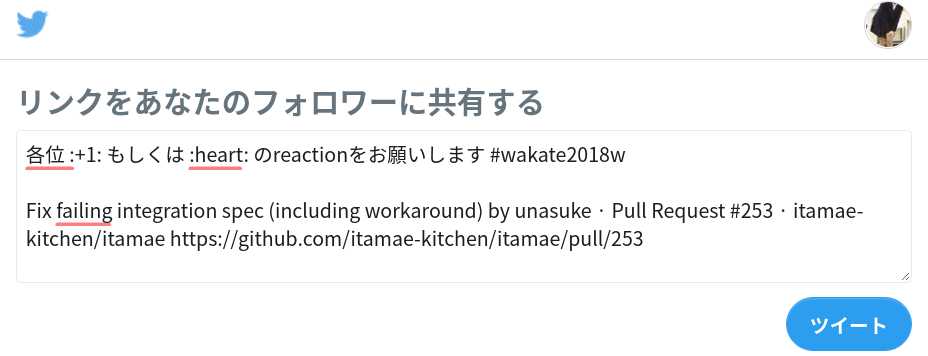 リンクをあなたのフォロワーに共有する
各位 :+1: もしくは :heart: のreactionをお願いします #wakate2018w
Fix failing integration spec (including workaround) by unasuke · Pull Request #253 · itamae-
kitchen/itamae https://github.com/itamae-kitchen/itamae/pull/253
ツイート